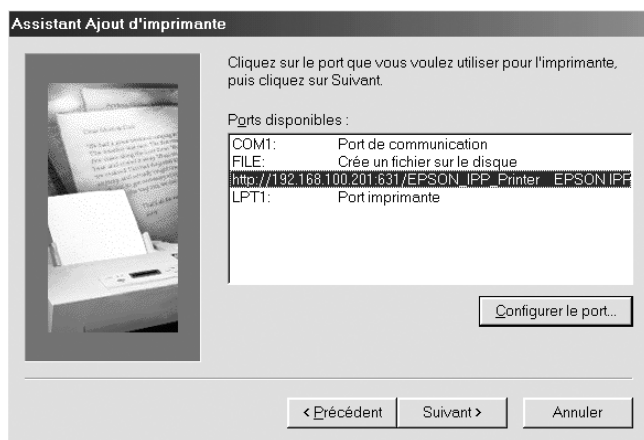 Assistant Ajout d'imprimante
Cliquez sur le port que vous voulez utiliser pour l'imprimante,
puis cliquez sur Suivant.
Ports disponibles :
COM1: Port de communication
FILE: Crée un fichier sur le disque
http://192.168.100.201:631/EPSON_IPP_Printer EPSON IPP
LPT1: Port imprimante
Configurer le port...
< Précédent
Suivant >
Annuler